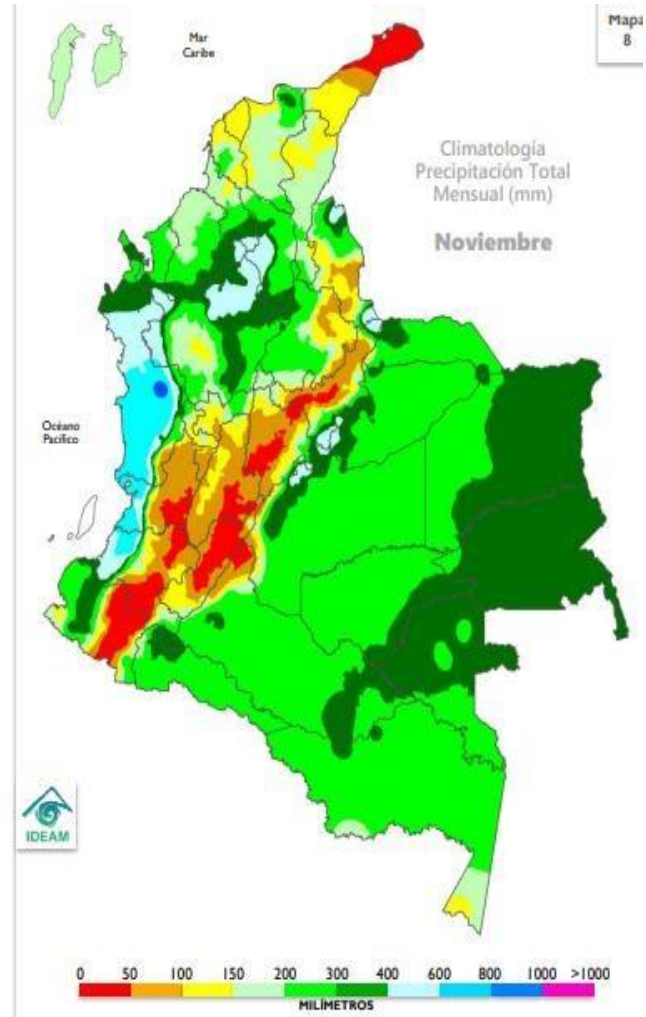 Mapa
8
Mar
Caribe
Climatología
Precipitación Total
Mensual (mm)
Noviembre
Océano
Pacífico
IDEAM
0 50 100 150 200 300 400 600 800 1000 >1000
MILÍMETROS